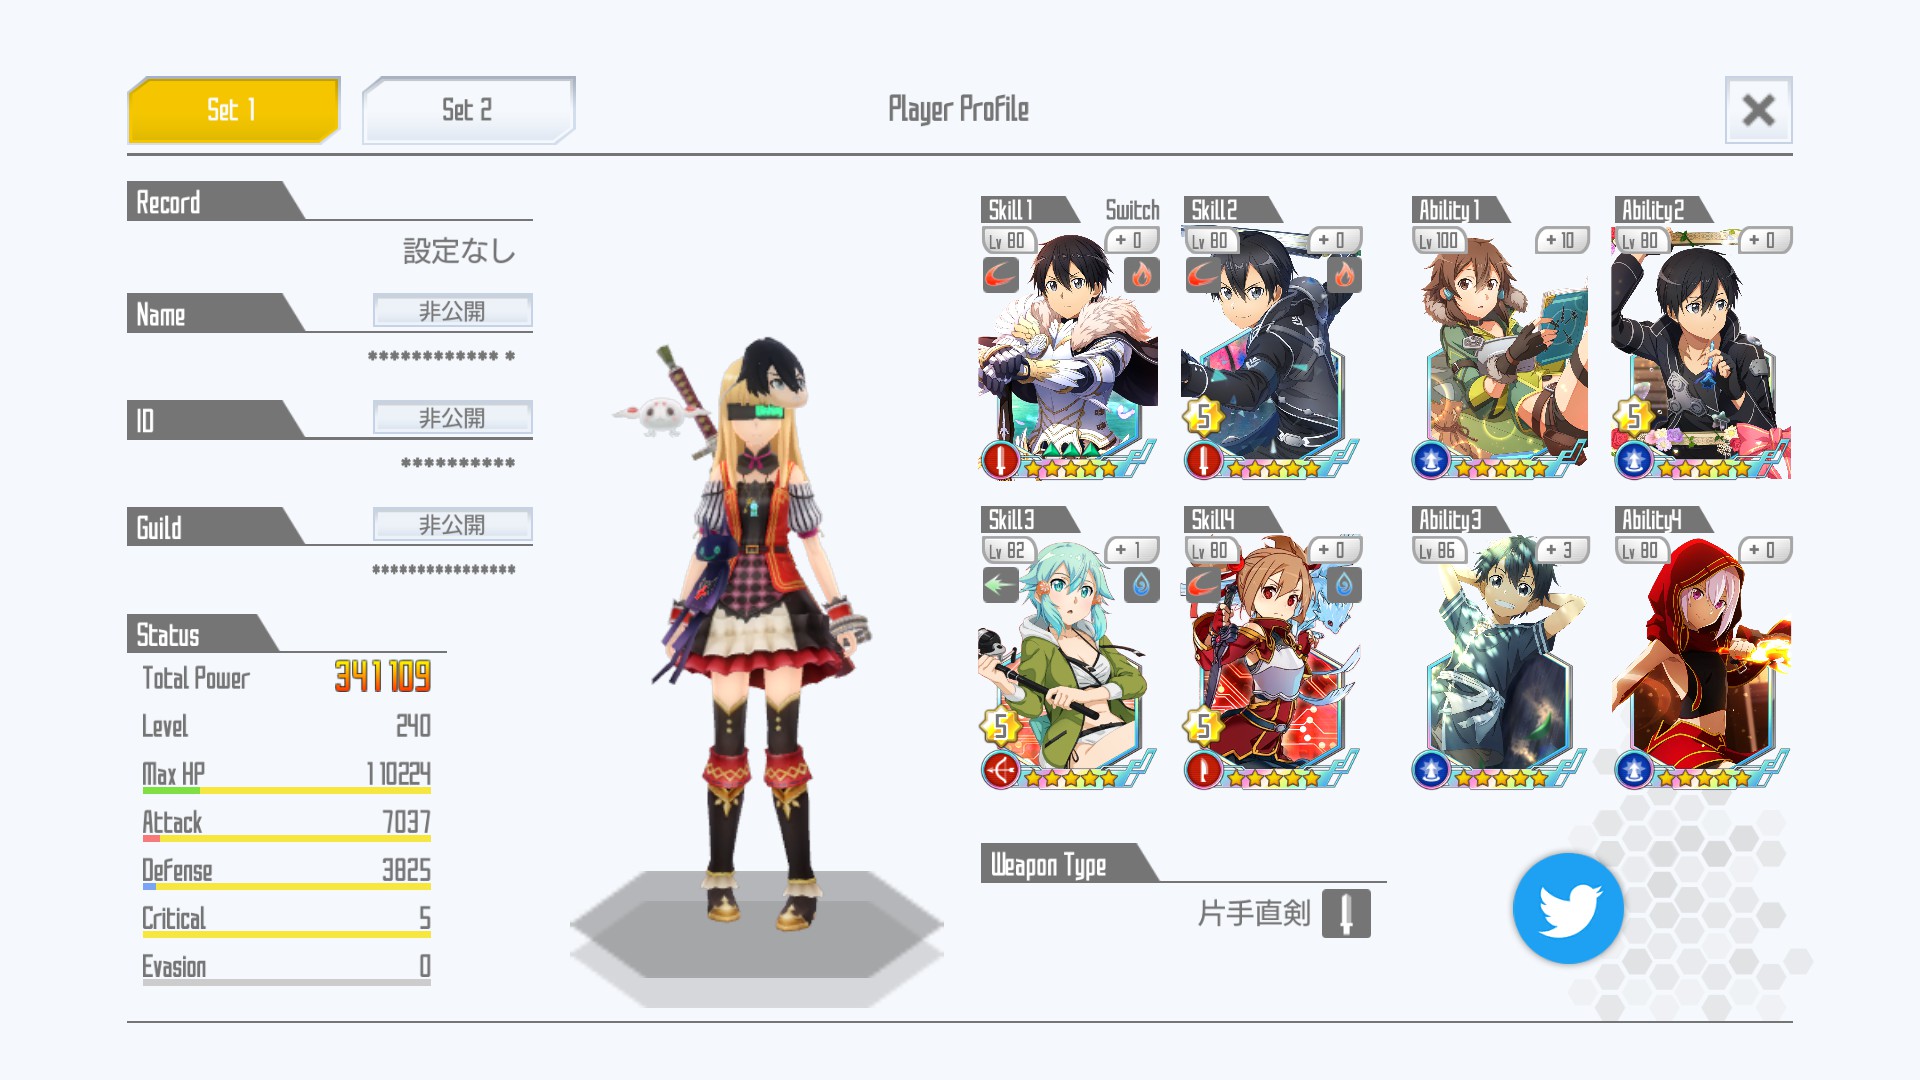 Set 1
Set 2
Player Profile
Record
設定なし
Name
非公開
************ *
ID
非公開
**********
Guild
非公開
****************
Status
Total Power 341109
Level 240
Max HP 110224
Attack 7037
Defense 3825
Critical 5
Evasion 0
Skill1 Switch
Lv 80 +0
Skill2
Lv 80 +0
5
Ability1
Lv 100 +10
Ability2
Lv 80 +0
5
Skill3
Lv 82 +1
5
Skill4
Lv 80 +0
5
Ability3
Lv 86 +3
Ability4
Lv 80 +0
Weapon Type
片手直剣